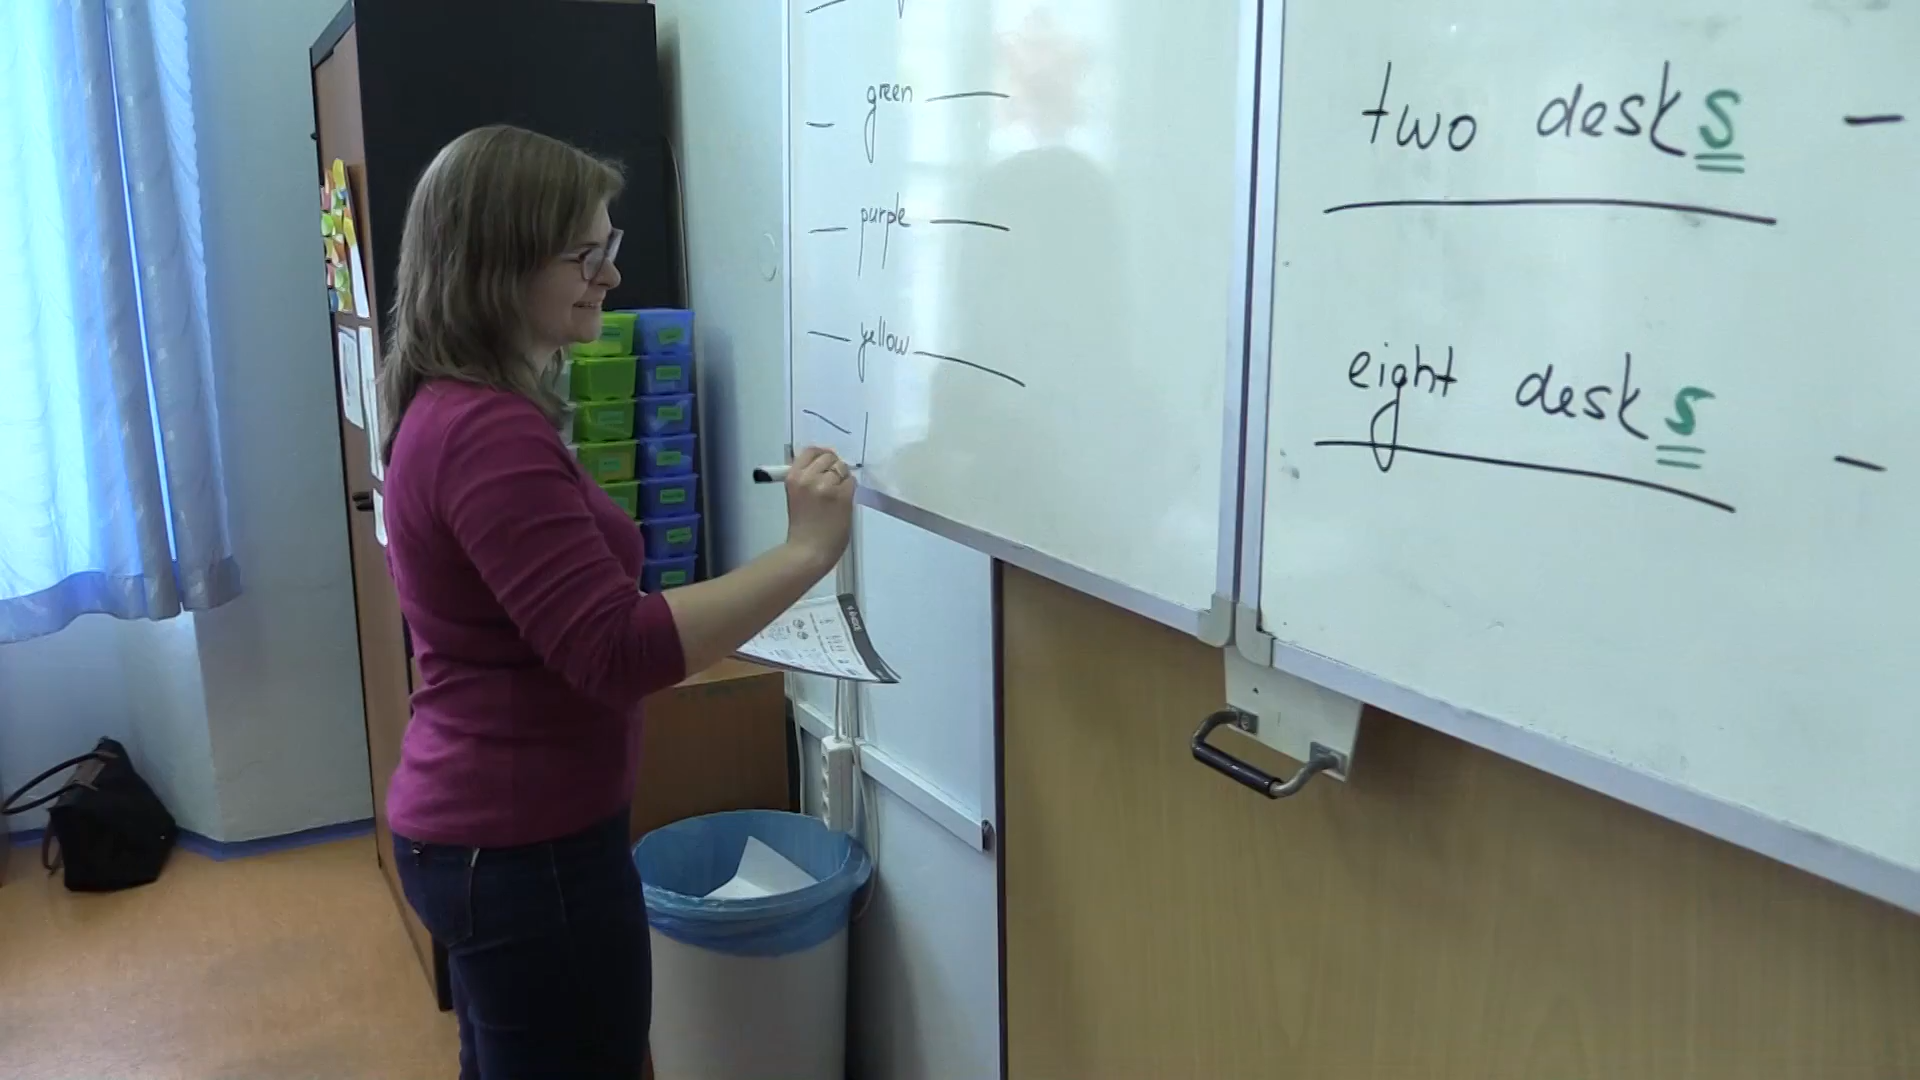 green
purple
yellow
two desks -
eight desks -